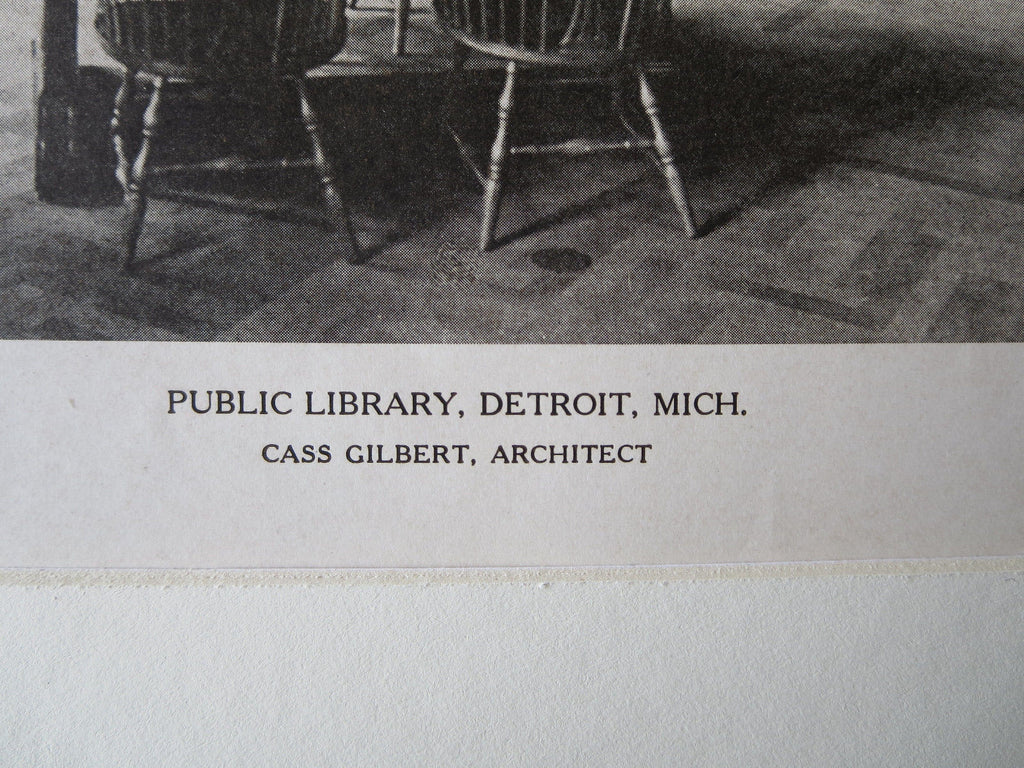 PUBLIC LIBRARY, DETROIT, MICH.
CASS GILBERT, ARCHITECT